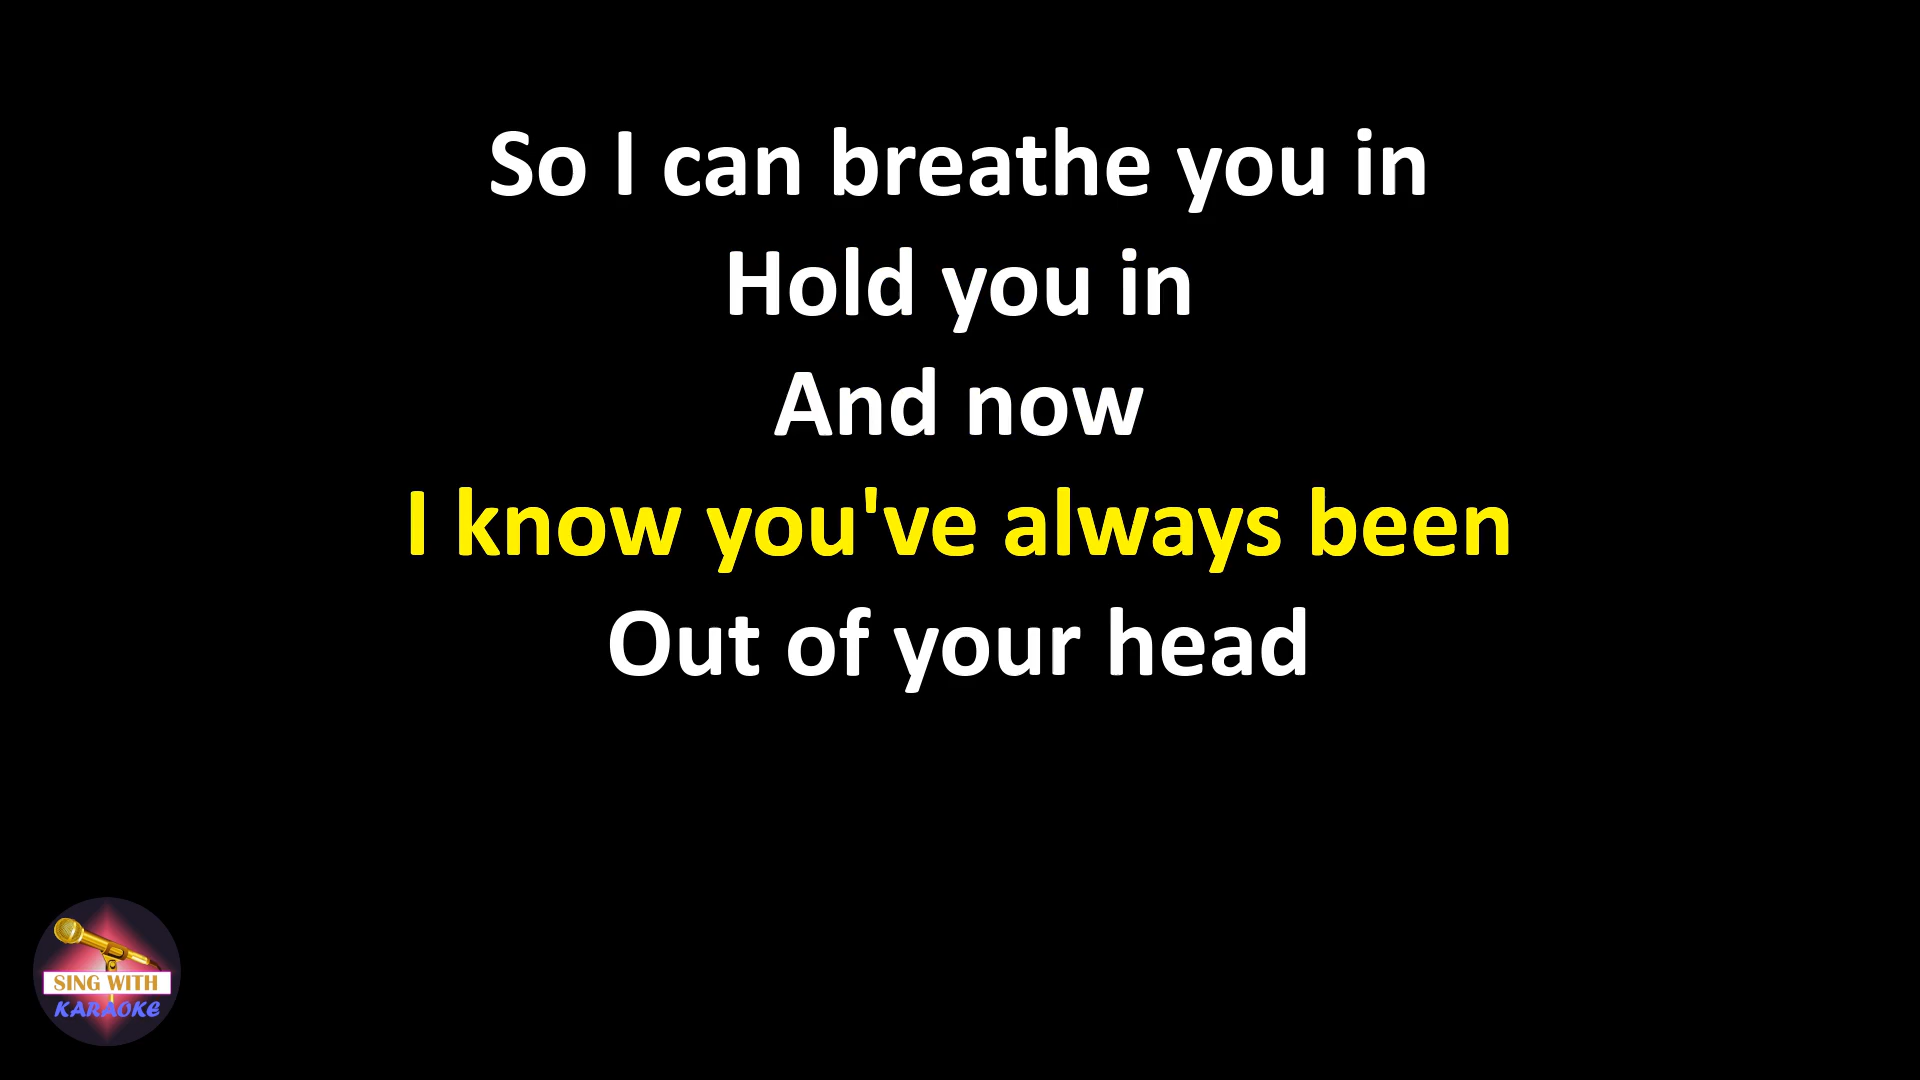 So I can breathe you in
Hold you in
And now
I know you've always been
Out of your head
SING WITH
KARAOKE